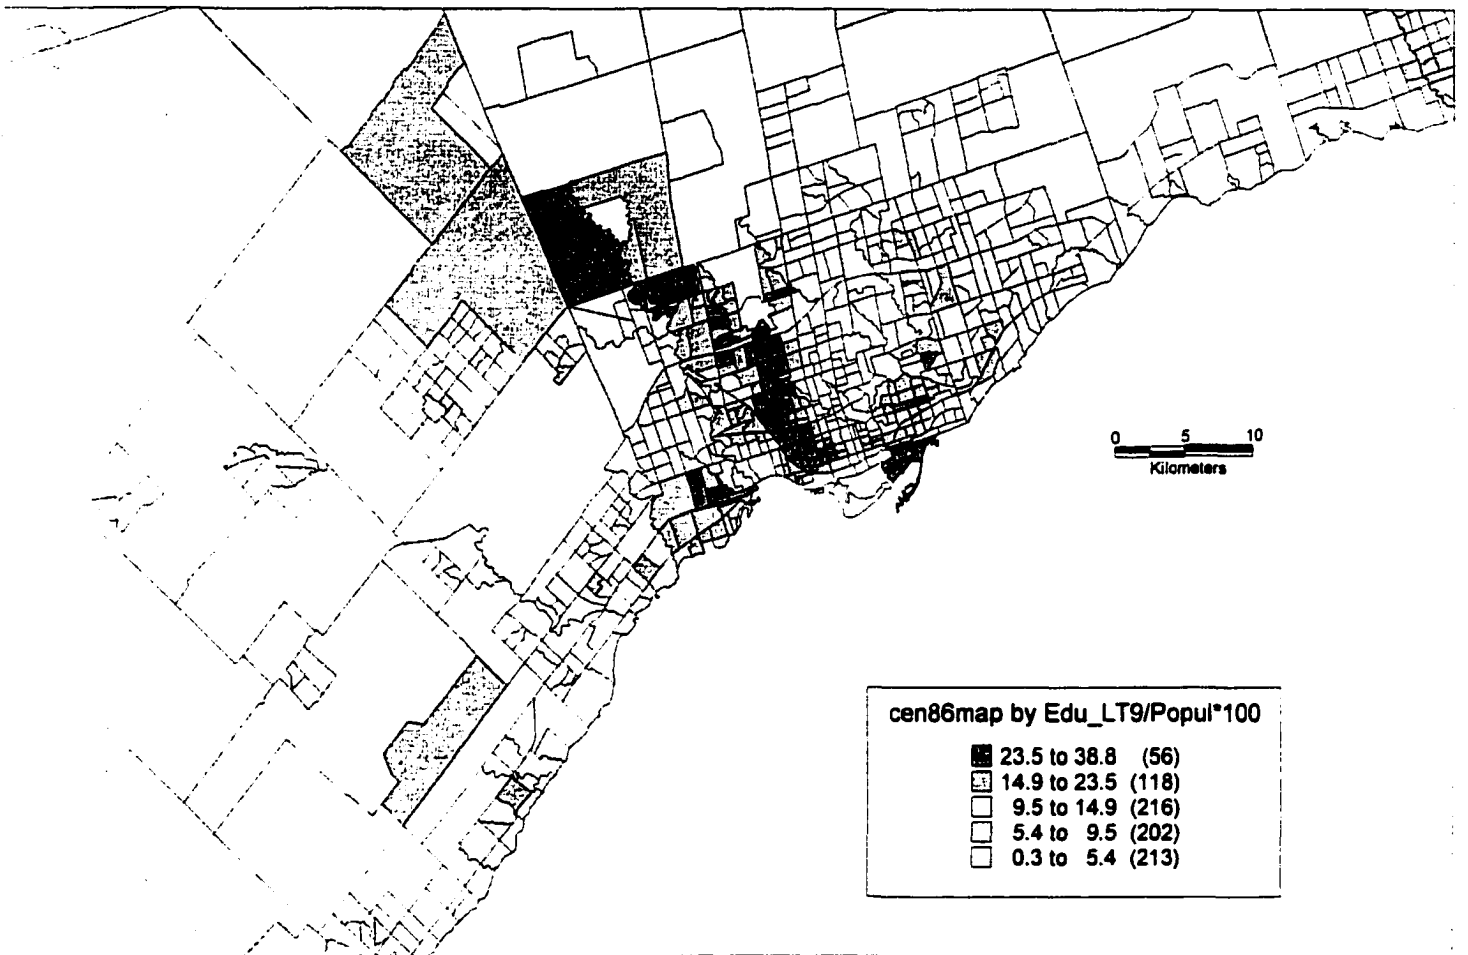 0 5 10
Kilometers
cen86map by Edu_LT9/Popul*100
23.5 to 38.8 (56)
14.9 to 23.5 (118)
9.5 to 14.9 (216)
5.4 to 9.5 (202)
0.3 to 5.4 (213)